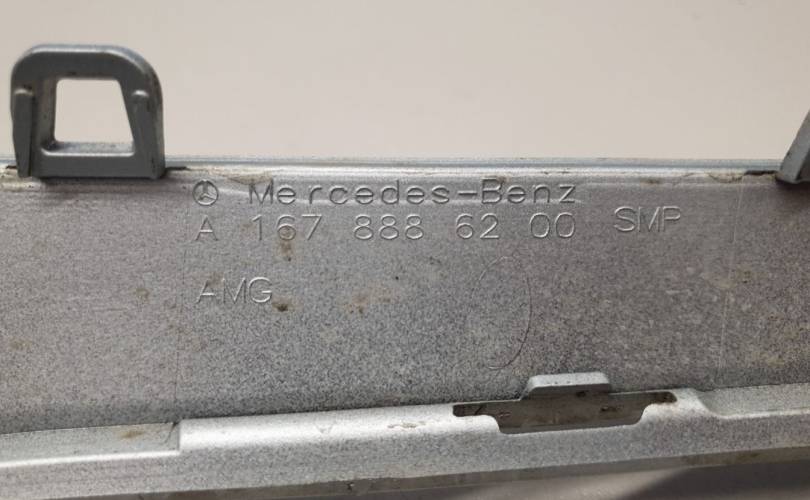 Mercedes-Benz
A 167 888 62 00 SMP
AMG